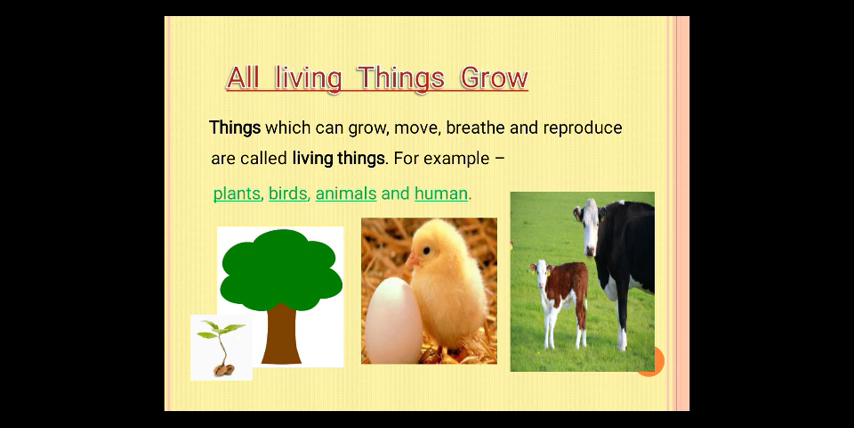 All living Things Grow
Things which can grow, move, breathe and reproduce
are called living things. For example –
plants, birds, animals and human.